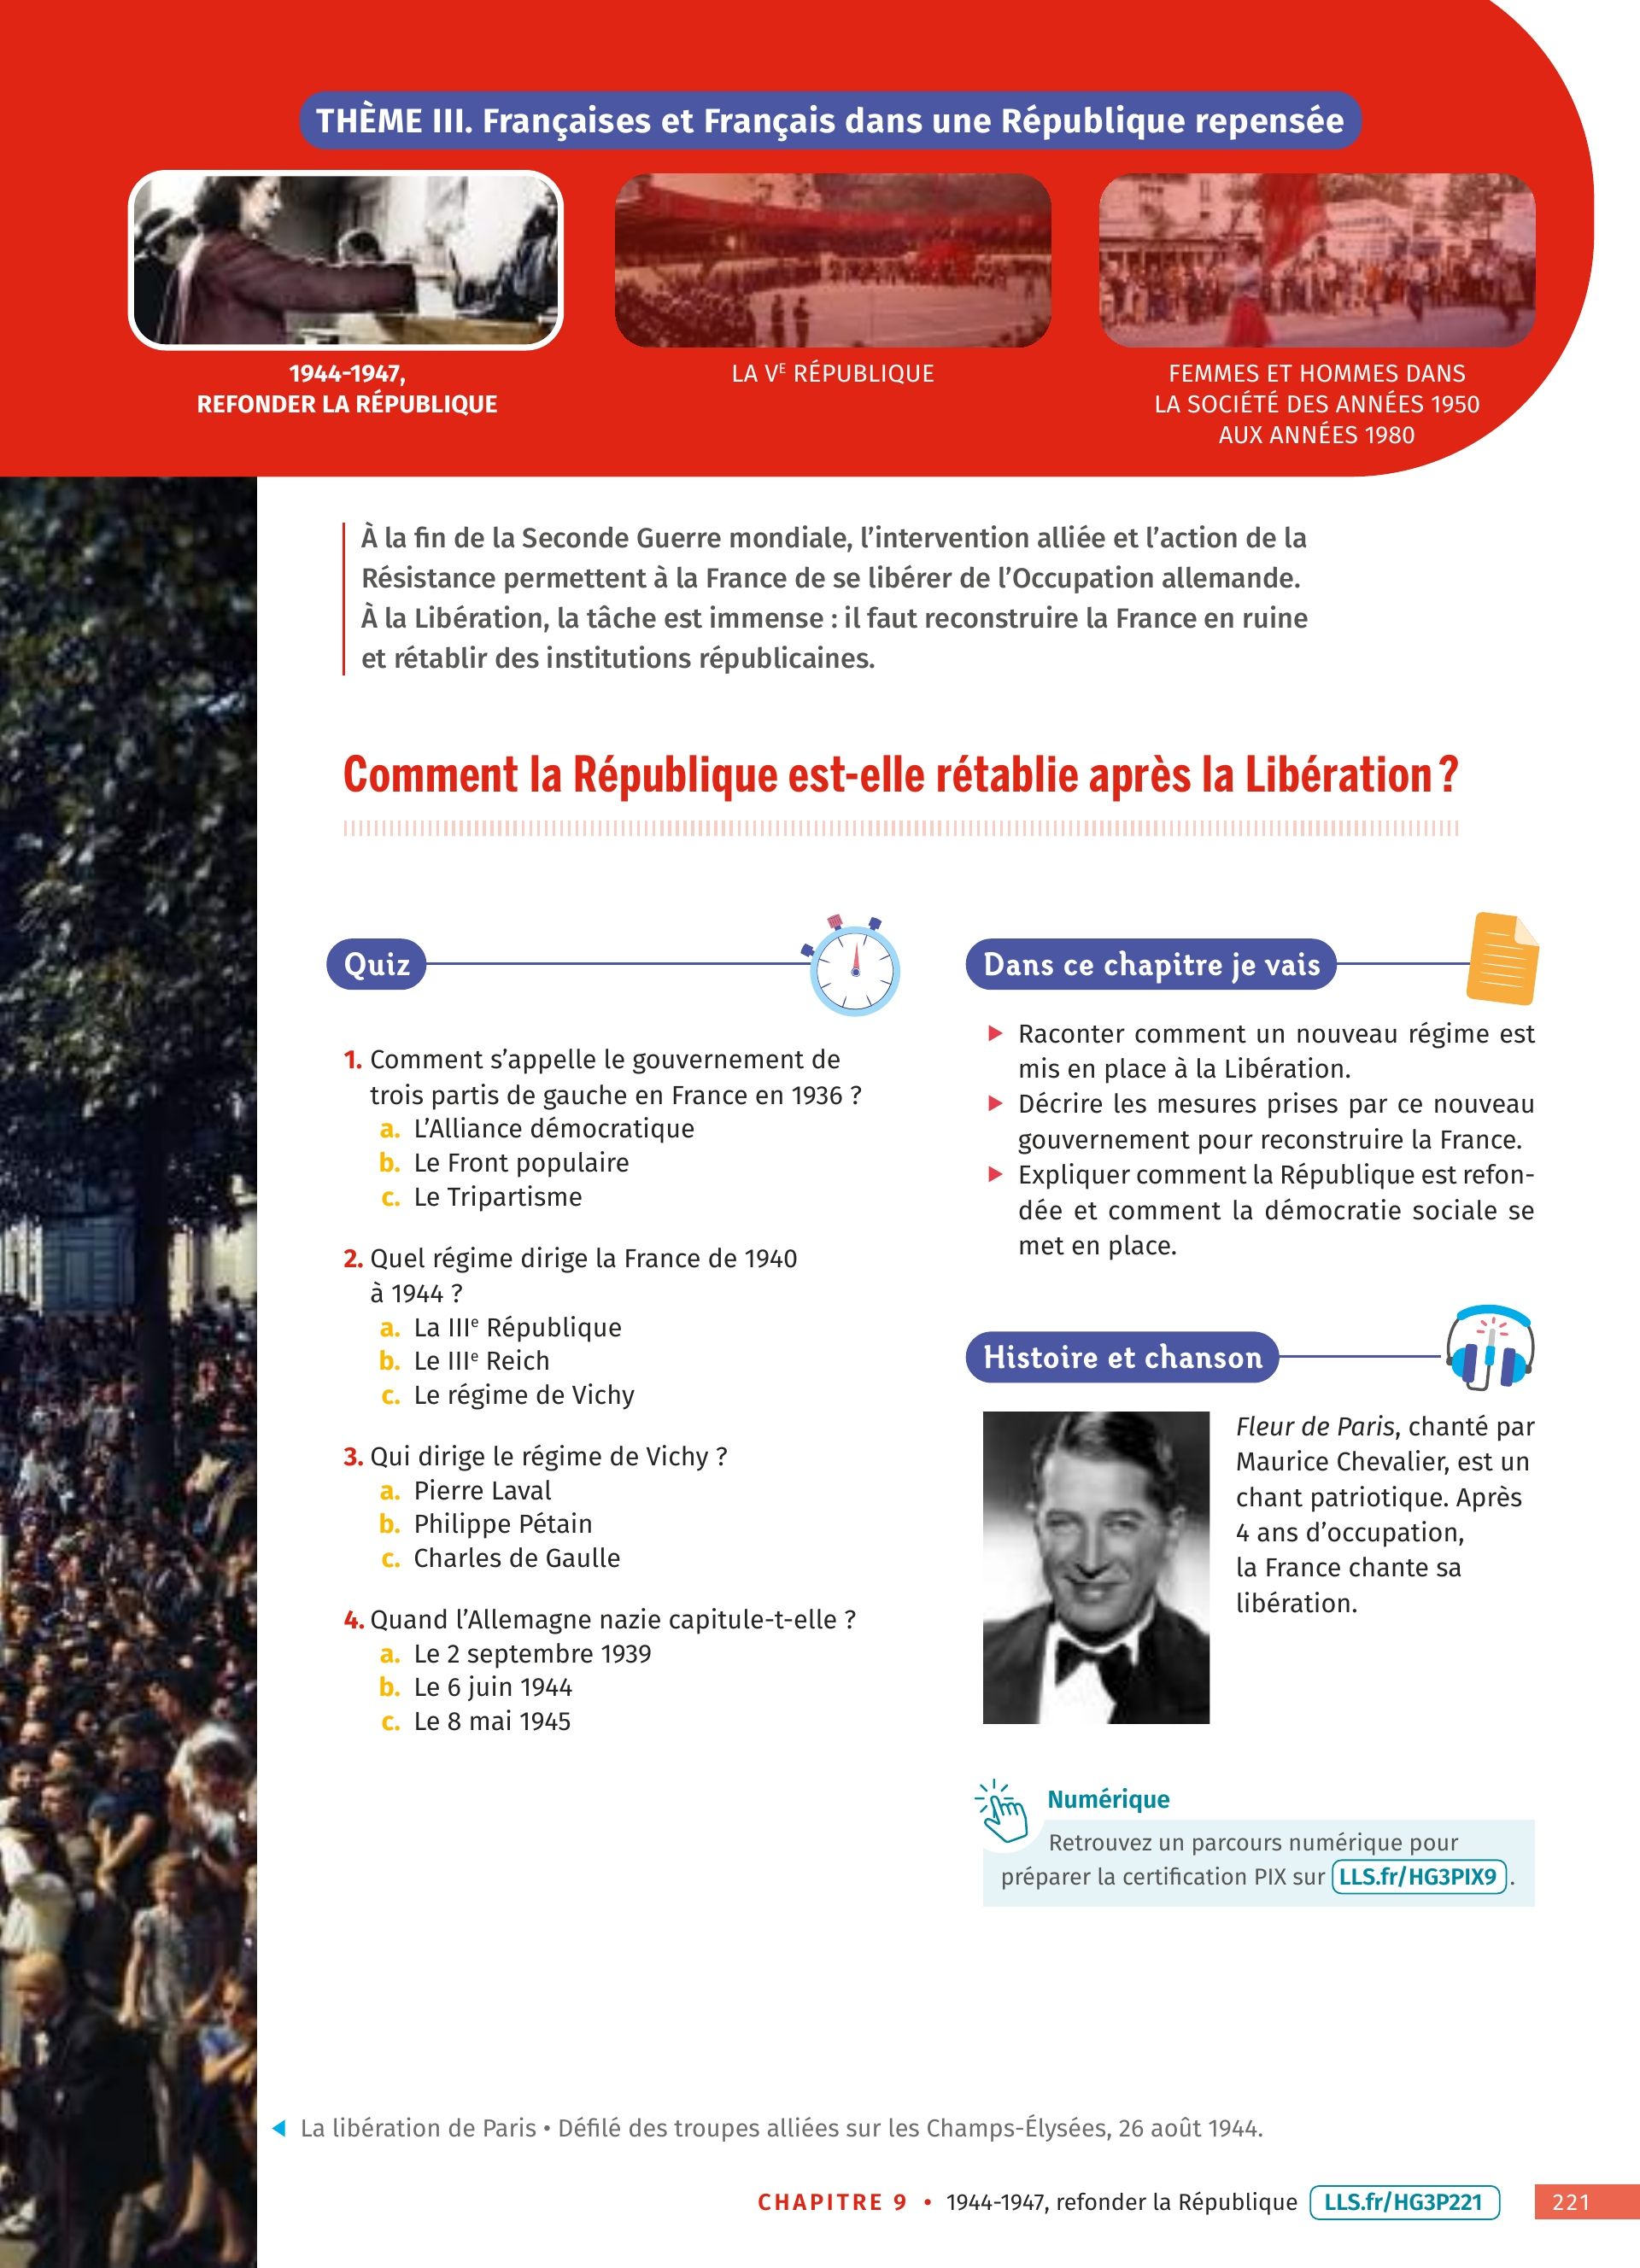 THÈME III. Françaises et Français dans une République repensée
1944-1947,
REFONDER LA RÉPUBLIQUE
LA VE RÉPUBLIQUE
FEMMES ET HOMMES DANS
LA SOCIÉTÉ DES ANNÉES 1950
AUX ANNÉES 1980
À la fin de la Seconde Guerre mondiale, l’intervention alliée et l’action de la
Résistance permettent à la France de se libérer de l’Occupation allemande.
À la Libération, la tâche est immense : il faut reconstruire la France en ruine
et rétablir des institutions républicaines.
Comment la République est-elle rétablie après la Libération ?
Quiz
1. Comment s’appelle le gouvernement de
trois partis de gauche en France en 1936 ?
a. L’Alliance démocratique
b. Le Front populaire
c. Le Tripartisme
2. Quel régime dirige la France de 1940
à 1944 ?
a. La IIIe République
b. Le IIIe Reich
c. Le régime de Vichy
3. Qui dirige le régime de Vichy ?
a. Pierre Laval
b. Philippe Pétain
c. Charles de Gaulle
4. Quand l’Allemagne nazie capitule-t-elle ?
a. Le 2 septembre 1939
b. Le 6 juin 1944
c. Le 8 mai 1945
Dans ce chapitre je vais
Raconter comment un nouveau régime est
mis en place à la Libération.
Décrire les mesures prises par ce nouveau
gouvernement pour reconstruire la France.
Expliquer comment la République est refon-
dée et comment la démocratie sociale se
met en place.
Histoire et chanson
Fleur de Paris, chanté par
Maurice Chevalier, est un
chant patriotique. Après
4 ans d’occupation,
la France chante sa
libération.
Numérique
Retrouvez un parcours numérique pour
préparer la certification PIX sur LLS.fr/HG3PIX9 .
La libération de Paris • Défilé des troupes alliées sur les Champs-Élysées, 26 août 1944.
CHAPITRE 9 • 1944-1947, refonder la République LLS.fr/HG3P221 221